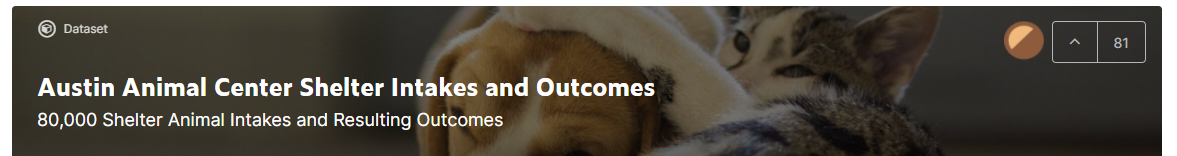 Dataset
81
Austin Animal Center Shelter Intakes and Outcomes
80,000 Shelter Animal Intakes and Resulting Outcomes